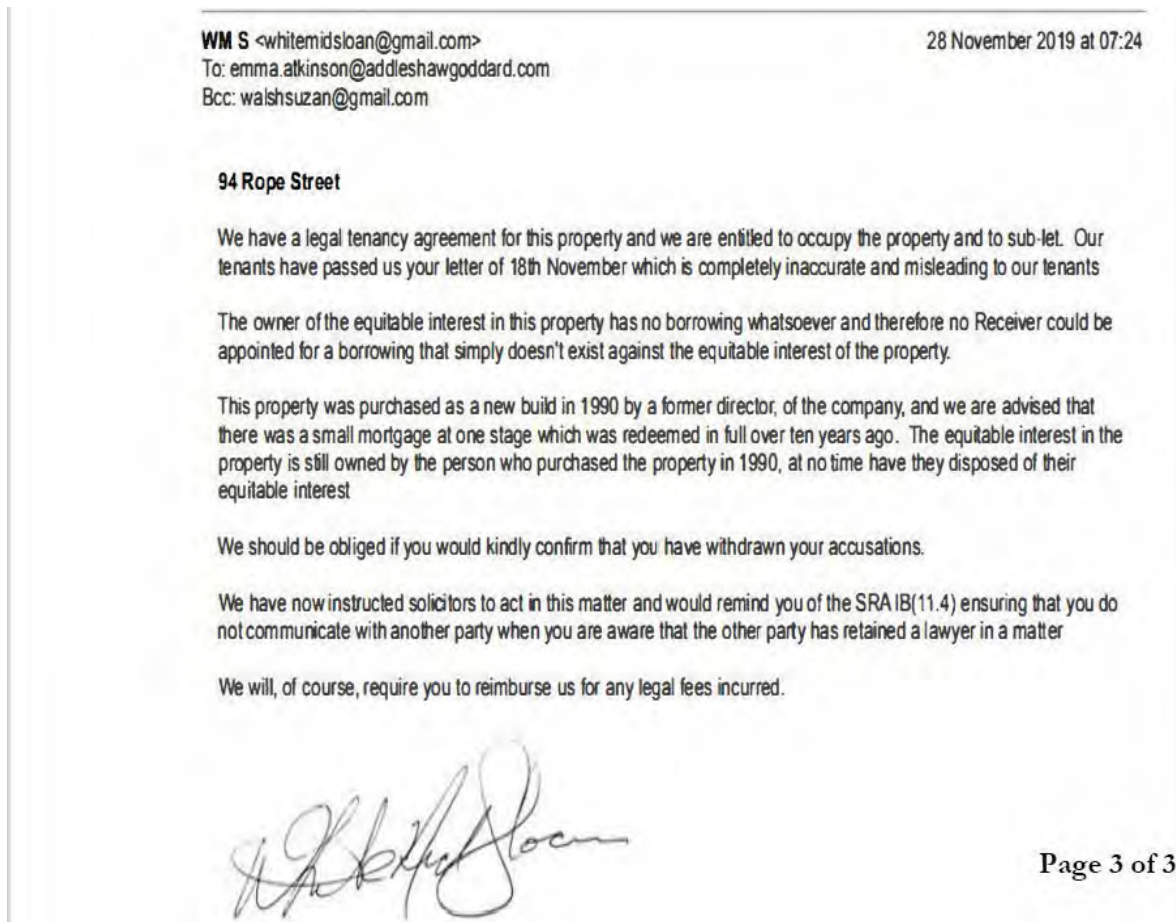 WM S <whitemidsloan@gmail.com>
28 November 2019 at 07:24
To: emma.atkinson@addleshawgoddard.com
Bcc: walshsuzan@gmail.com
94 Rope Street
We have a legal tenancy agreement for this property and we are entitled to occupy the property and to sub-let. Our
tenants have passed us your letter of 18th November which is completely inaccurate and misleading to our tenants
The owner of the equitable interest in this property has no borrowing whatsoever and therefore no Receiver could be
appointed for a borrowing that simply doesn't exist against the equitable interest of the property.
This property was purchased as a new build in 1990 by a former director, of the company, and we are advised that
there was a small mortgage at one stage which was redeemed in full over ten years ago. The equitable interest in the
property is still owned by the person who purchased the property in 1990, at no time have they disposed of their
equitable interest
We should be obliged if you would kindly confirm that you have withdrawn your accusations.
We have now instructed solicitors to act in this matter and would remind you of the SRA IB(11.4) ensuring that you do
not communicate with another party when you are aware that the other party has retained a lawyer in a matter
We will, of course, require you to reimburse us for any legal fees incurred.
Page 3 of 3